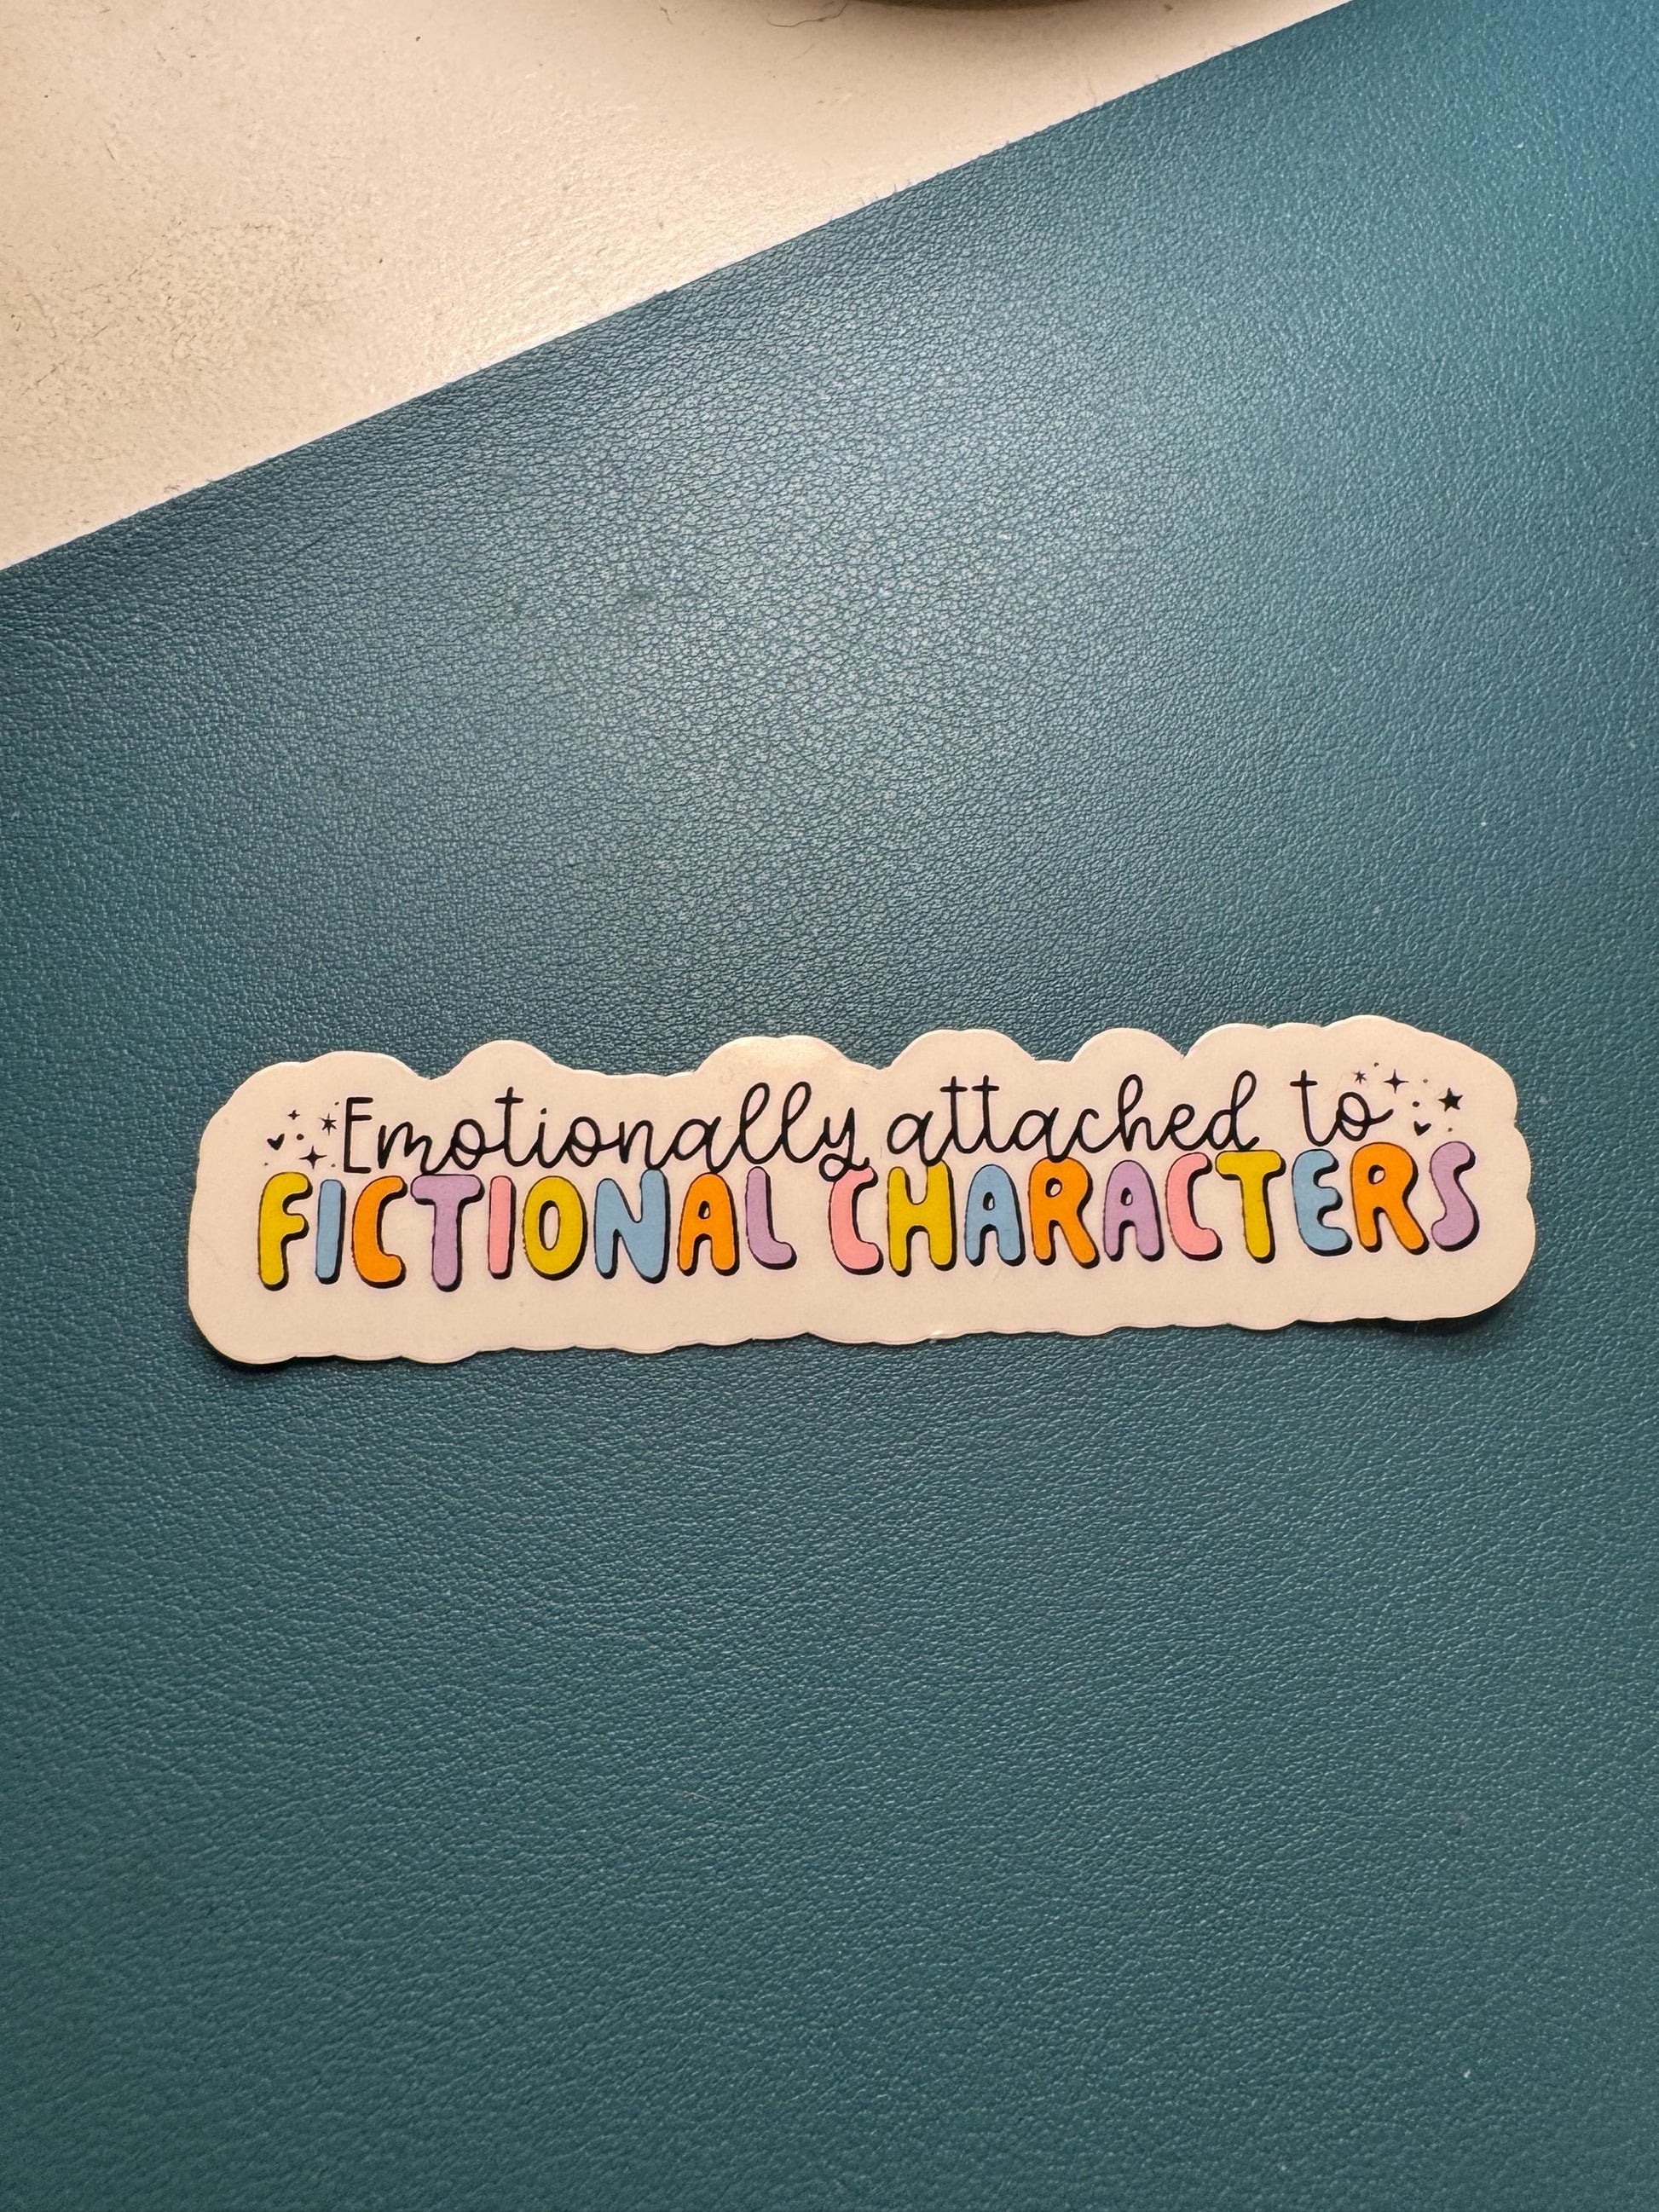 Emotionally attached to
FICTIONAL CHARACTERS